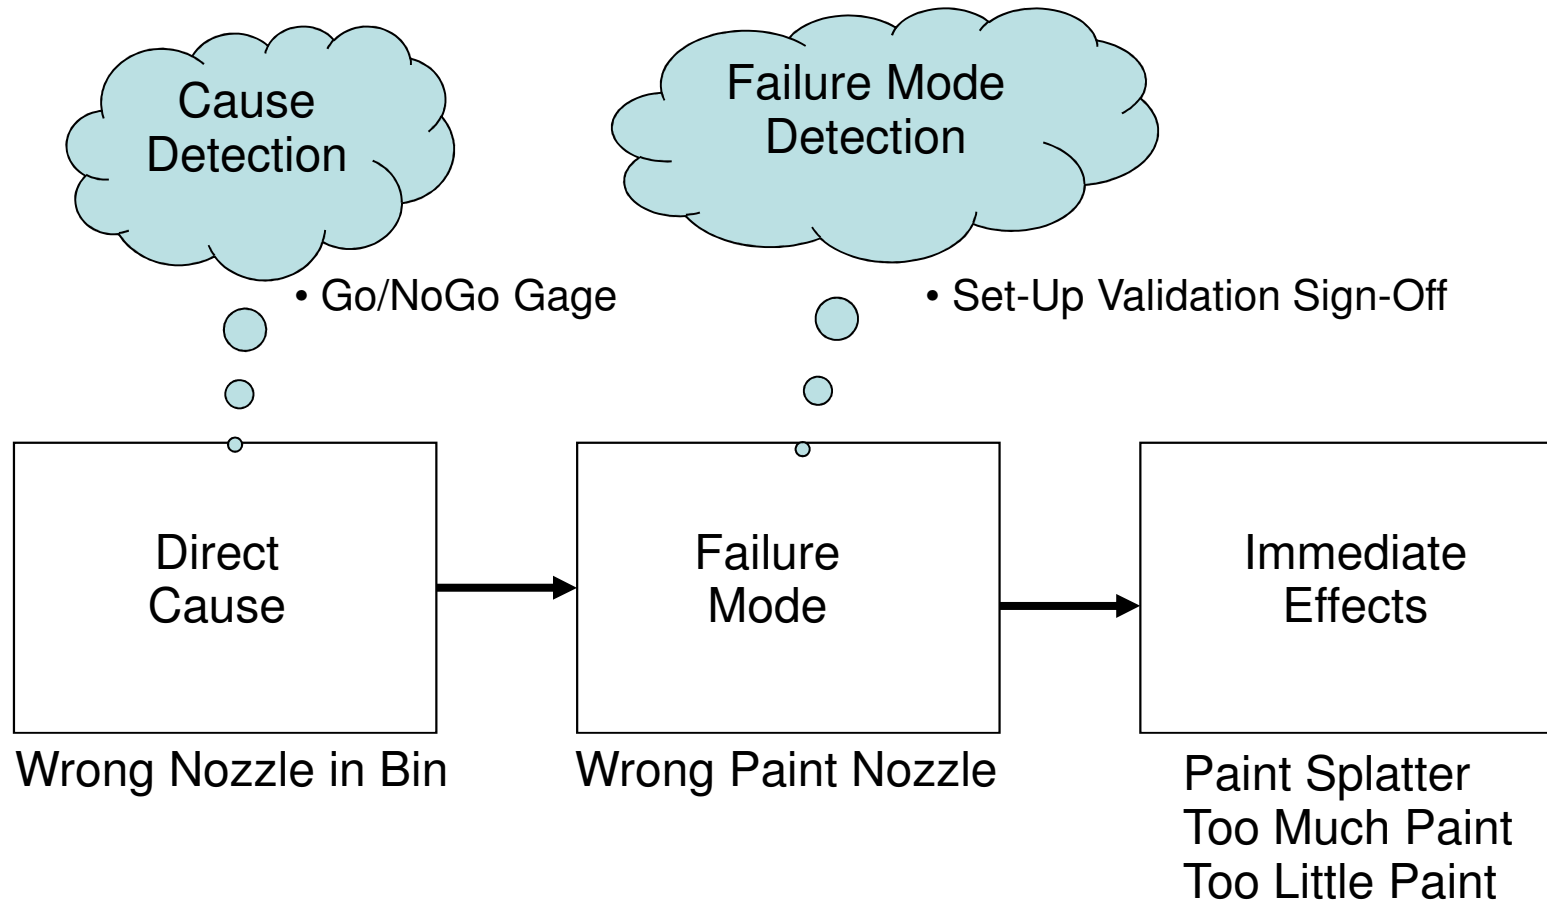 Cause
Detection
Failure Mode
Detection
• Go/NoGo Gage
• Set-Up Validation Sign-Off
Direct
Cause
Failure
Mode
Immediate
Effects
Wrong Nozzle in Bin
Wrong Paint Nozzle
Paint Splatter
Too Much Paint
Too Little Paint